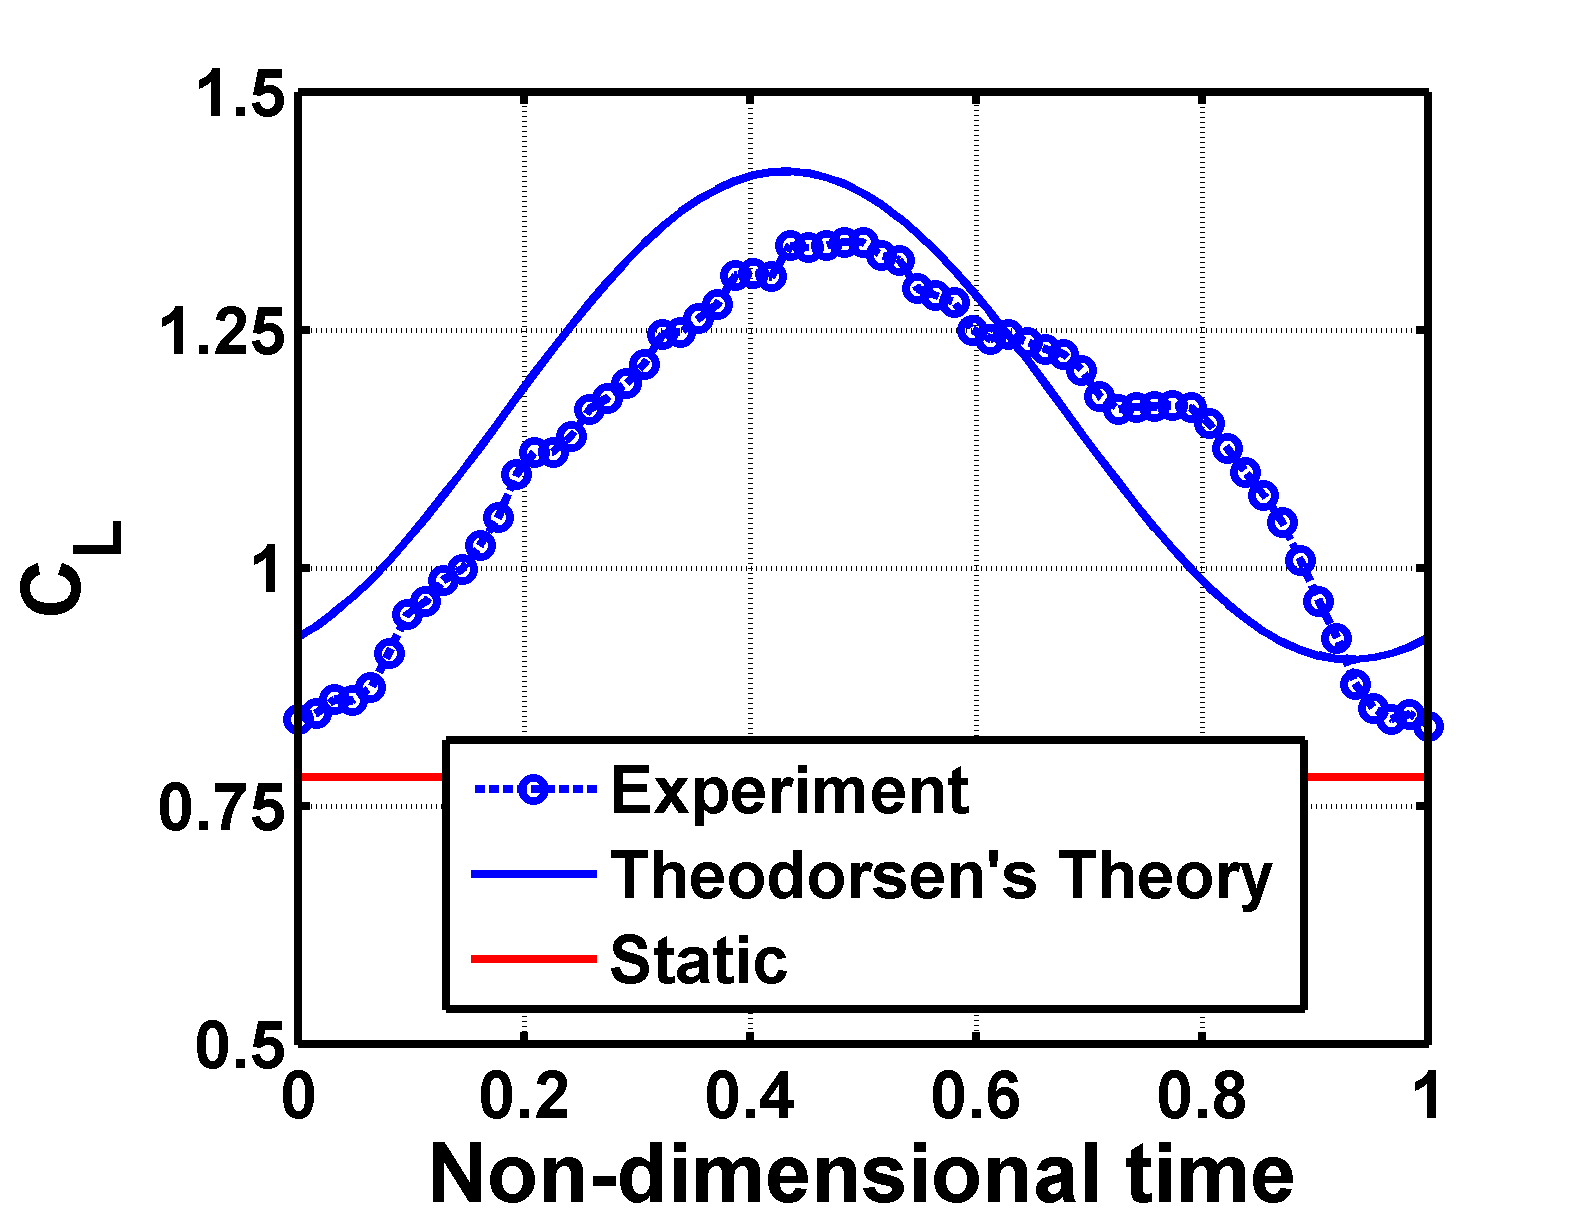 1.5
1.25
1
0.75
0.5
C_L
Experiment
Theodorsen's Theory
Static
0 0.2 0.4 0.6 0.8 1
Non-dimensional time